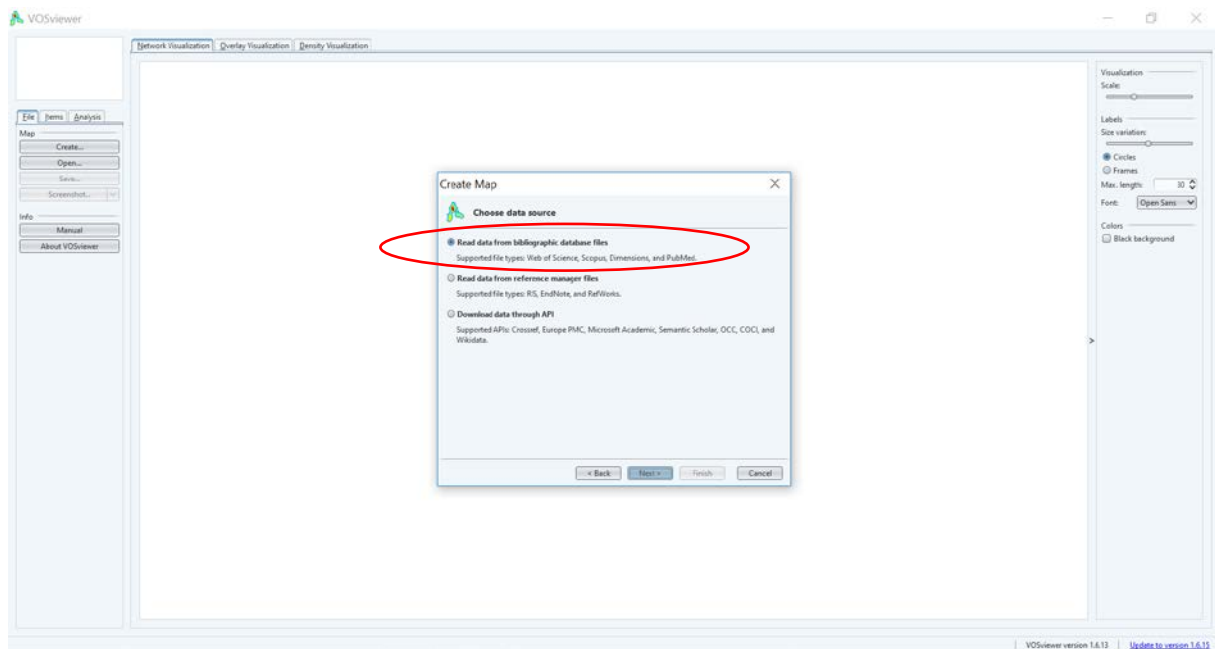 VOSviewer
Network Visualization Overlay Visualization Density Visualization
File Items Analysis
Map
Create...
Open...
Save...
Screenshot...
Info
Manual
About VOSviewer
Create Map
Choose data source
Read data from bibliographic database files
Supported file types: Web of Science, Scopus, Dimensions, and PubMed.
Read data from reference manager files
Supported file types: RIS, EndNote, and RefWorks.
Download data through API
Supported APIs: Crossref, Europe PMC, Microsoft Academic, Semantic Scholar, OCC, COCI, and
Wikidata.
< Back Next > Finish Cancel
Visualization
Scale:
Labels
Size variation:
Circles
Frames
Max. length: 30
Font: Open Sans
Colors
Black background
>
VOSviewer version 1.6.13 Update to version 1.6.15